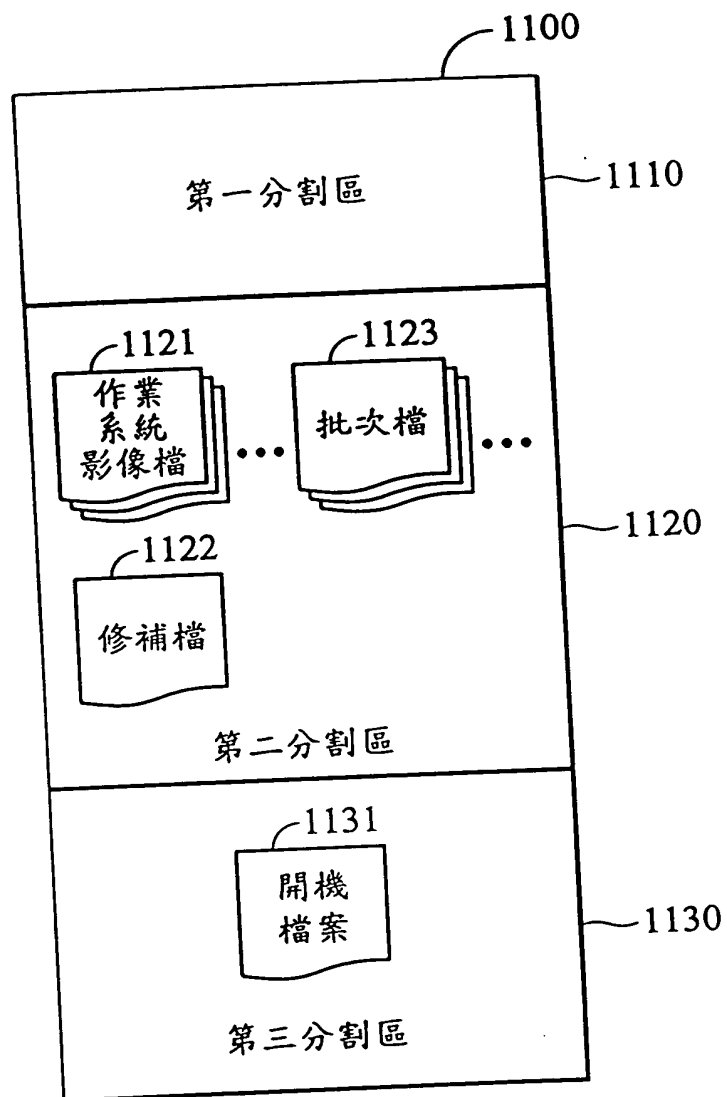 1100
第一分割區
1110
1121
作業
系統
影像檔
...
1123
批次檔
...
1120
1122
修補檔
第二分割區
1131
開機
檔案
1130
第三分割區